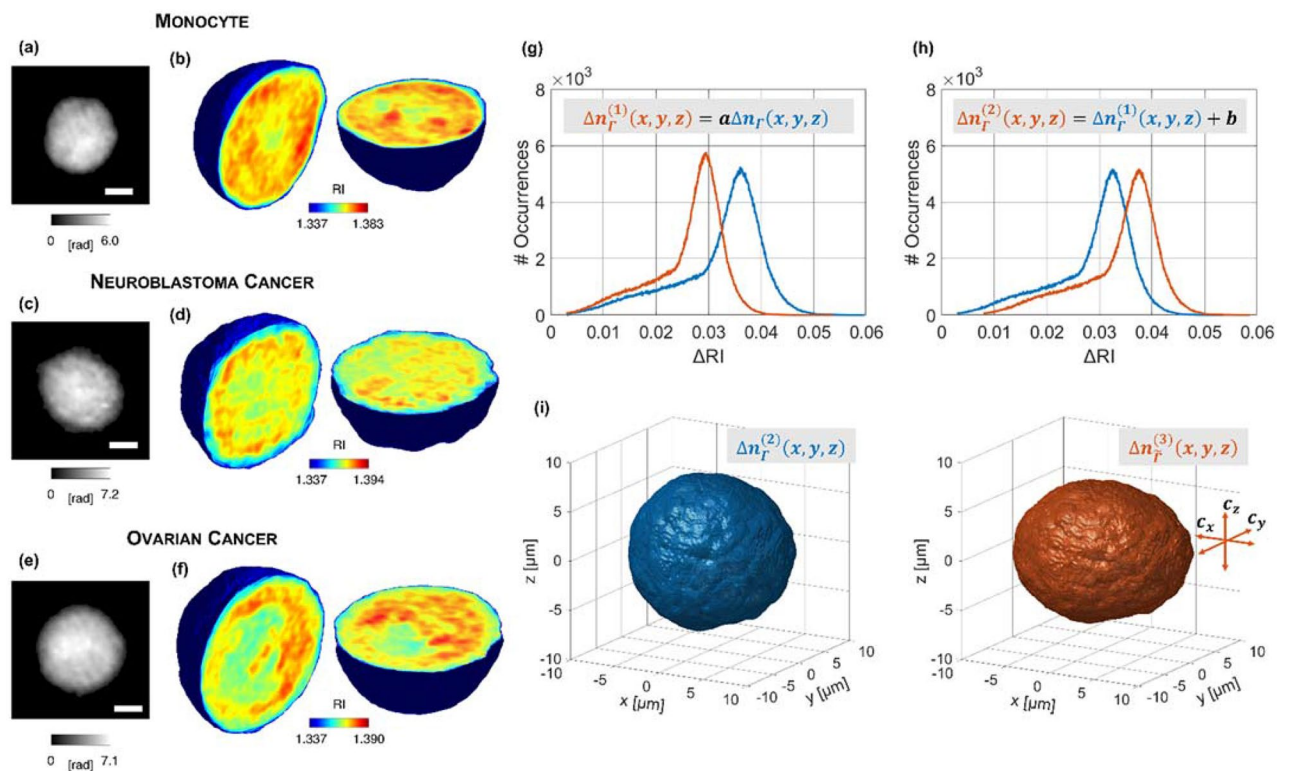 MONOCYTE
(a)
(b)
0 [rad] 6.0
RI
1.337 1.383
NEUROBLASTOMA CANCER
(c)
(d)
0 [rad] 7.2
RI
1.337 1.394
OVARIAN CANCER
(e)
(f)
0 [rad] 7.1
RI
1.337 1.390
(g)
×10³
8
6
4
2
0
# Occurrences
Δn_Γ^(1)(x, y, z) = aΔn_Γ(x, y, z)
0 0.01 0.02 0.03 0.04 0.05 0.06
ΔRI
(h)
×10³
8
6
4
2
0
# Occurrences
Δn_Γ^(2)(x, y, z) = Δn_Γ^(1)(x, y, z) + b
0 0.01 0.02 0.03 0.04 0.05 0.06
ΔRI
(i)
Δn_Γ^(2)(x, y, z)
10
5
0
-5
-10
z [µm]
-10 -5 0 5 10
x [µm]
-10 -5 0 5 10
y [µm]
Δn_Γ̃^(3)(x, y, z)
c_x c_z c_y
10
5
0
-5
-10
z [µm]
-10 -5 0 5 10
x [µm]
-10 -5 0 5 10
y [µm]